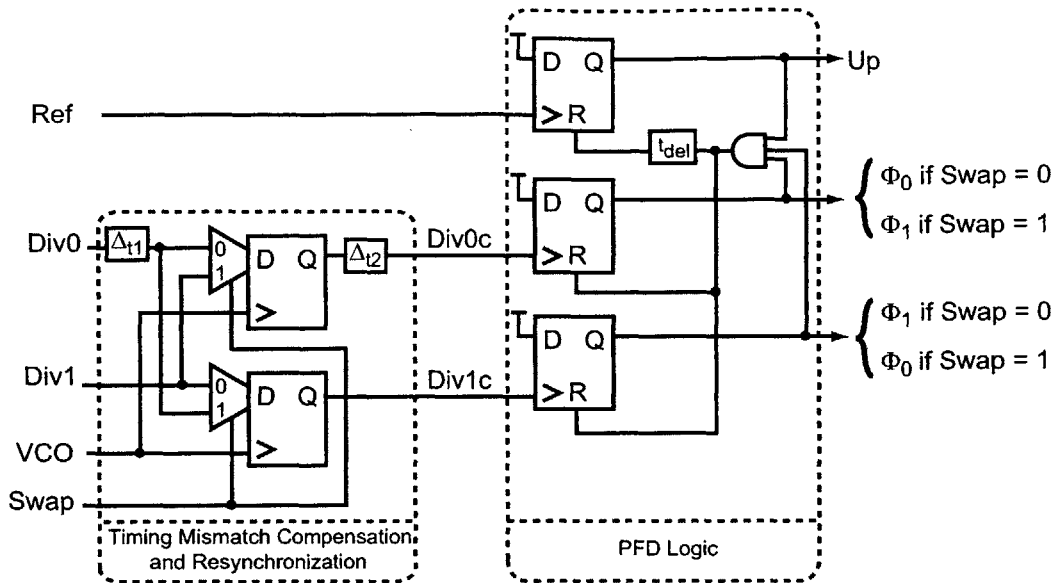 D Q
R
Up
Ref
t_del
D Q
R
Φ0 if Swap = 0
Φ1 if Swap = 1
Div0
Δt1
0
1
D Q
Δt2
Div0c
D Q
R
Φ1 if Swap = 0
Φ0 if Swap = 1
Div1
0
1
D Q
Div1c
VCO
Swap
Timing Mismatch Compensation
and Resynchronization
PFD Logic